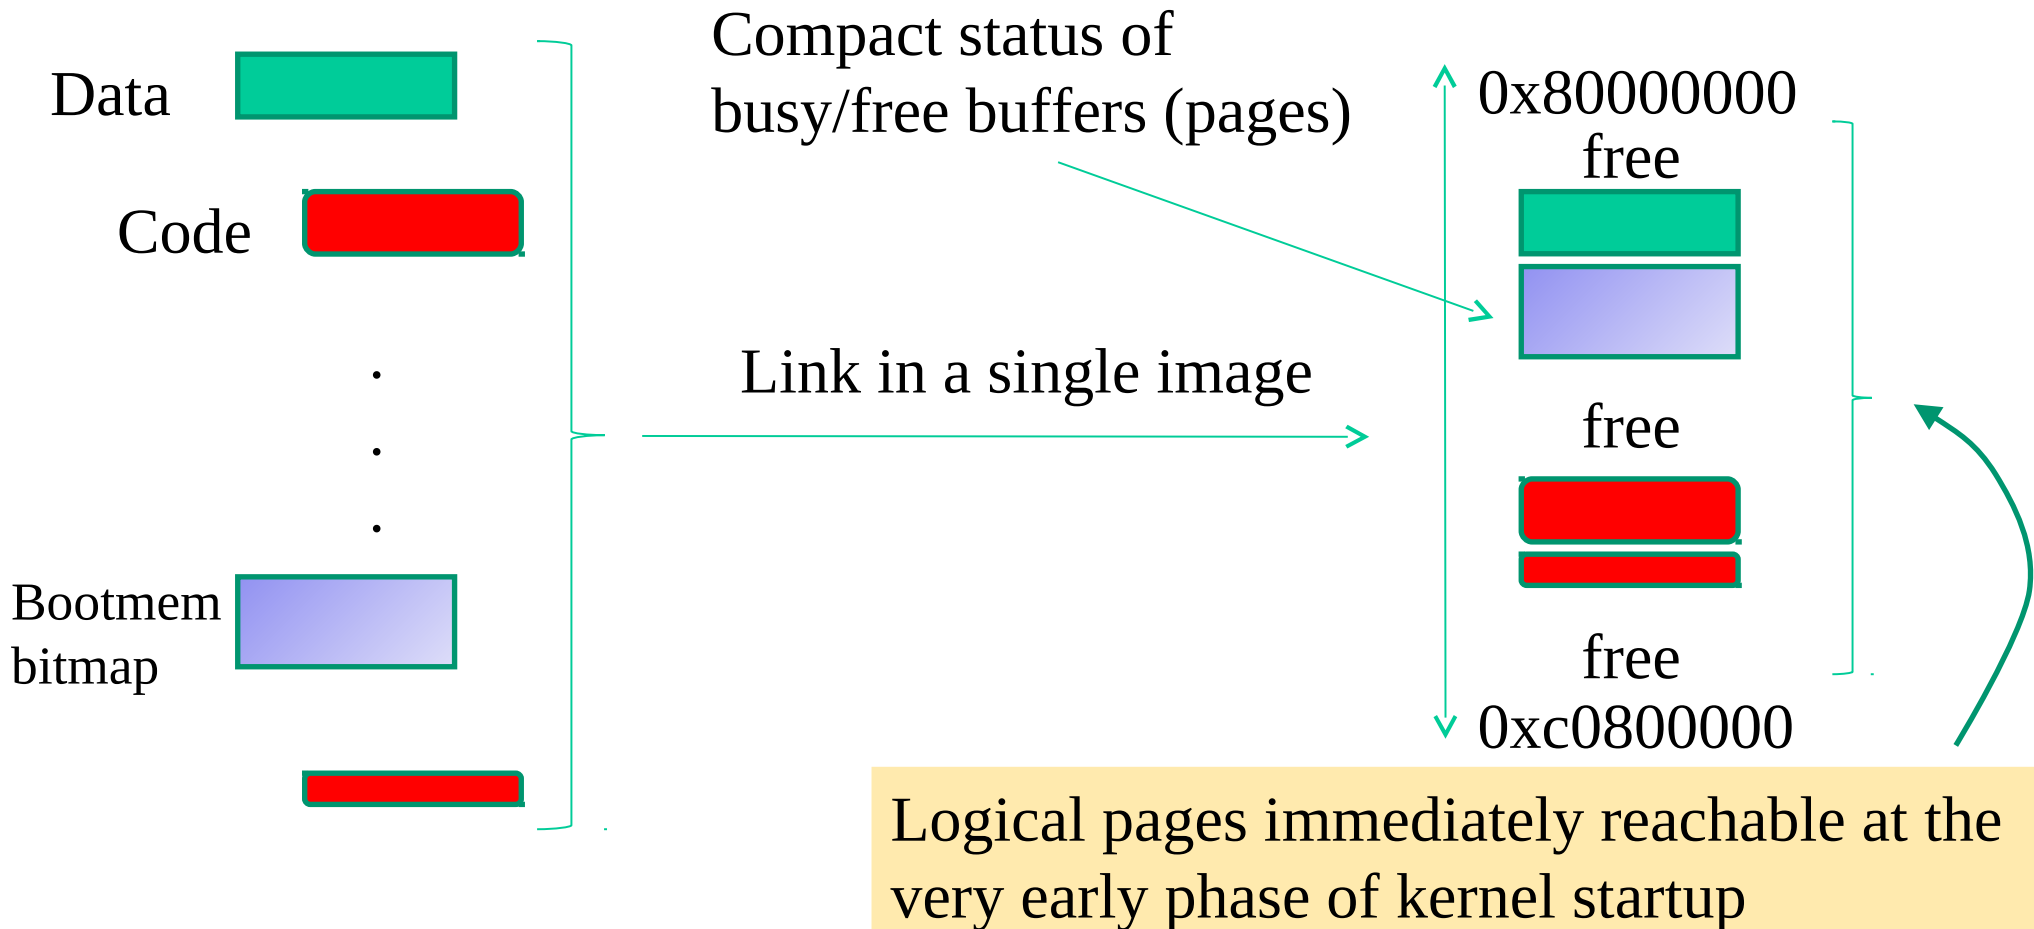 Data
Code
.
.
.
Bootmem
bitmap
Compact status of
busy/free buffers (pages)
Link in a single image
0x80000000
free
free
free
0xc0800000
Logical pages immediately reachable at the
very early phase of kernel startup